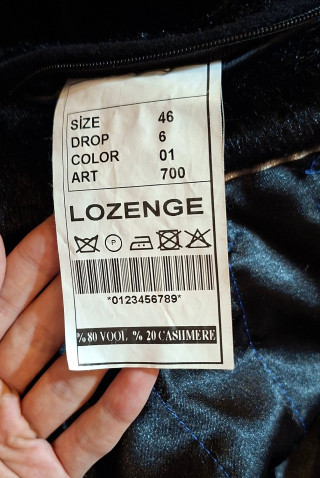 SİZE 46
DROP 6
COLOR 01
ART 700
LOZENGE
P
*0123456789*
% 80 VOOL % 20 CASHMERE